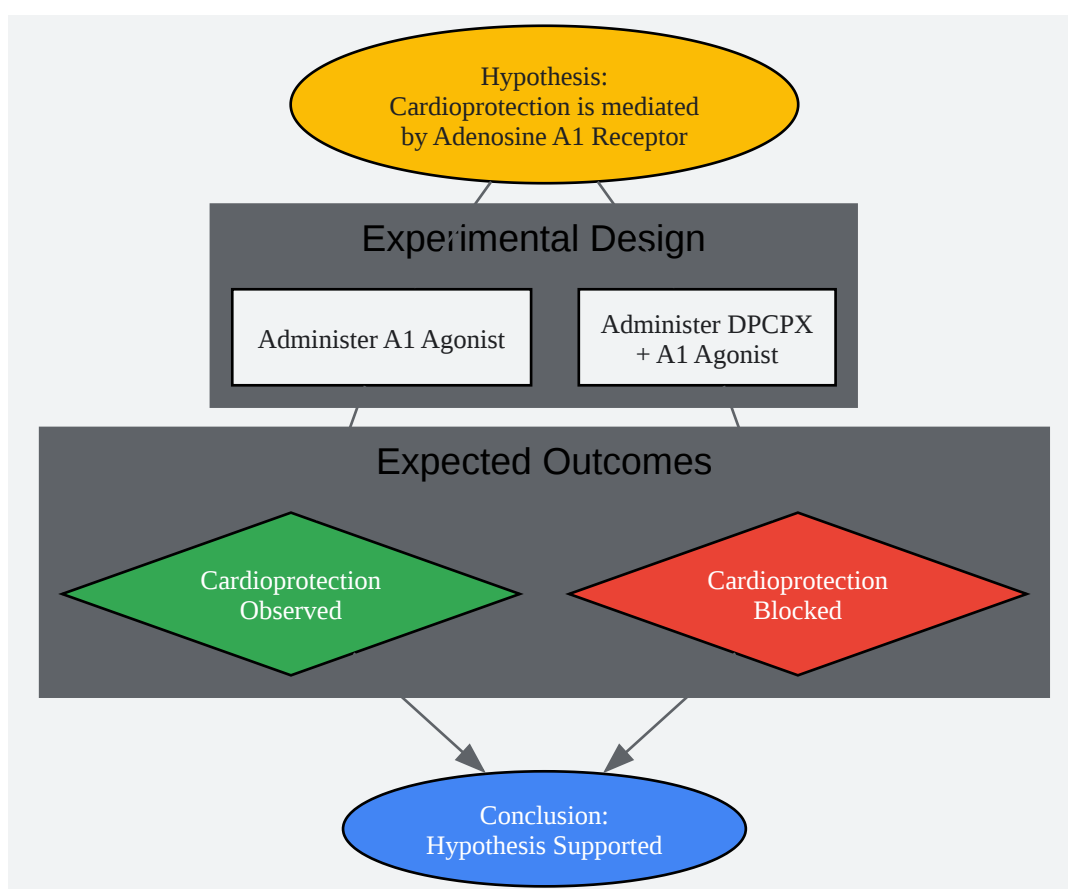 Hypothesis:
Cardioprotection is mediated
by Adenosine A1 Receptor
Experimental Design
Administer A1 Agonist
Administer DPCPX
+ A1 Agonist
Expected Outcomes
Cardioprotection
Observed
Cardioprotection
Blocked
Conclusion:
Hypothesis Supported